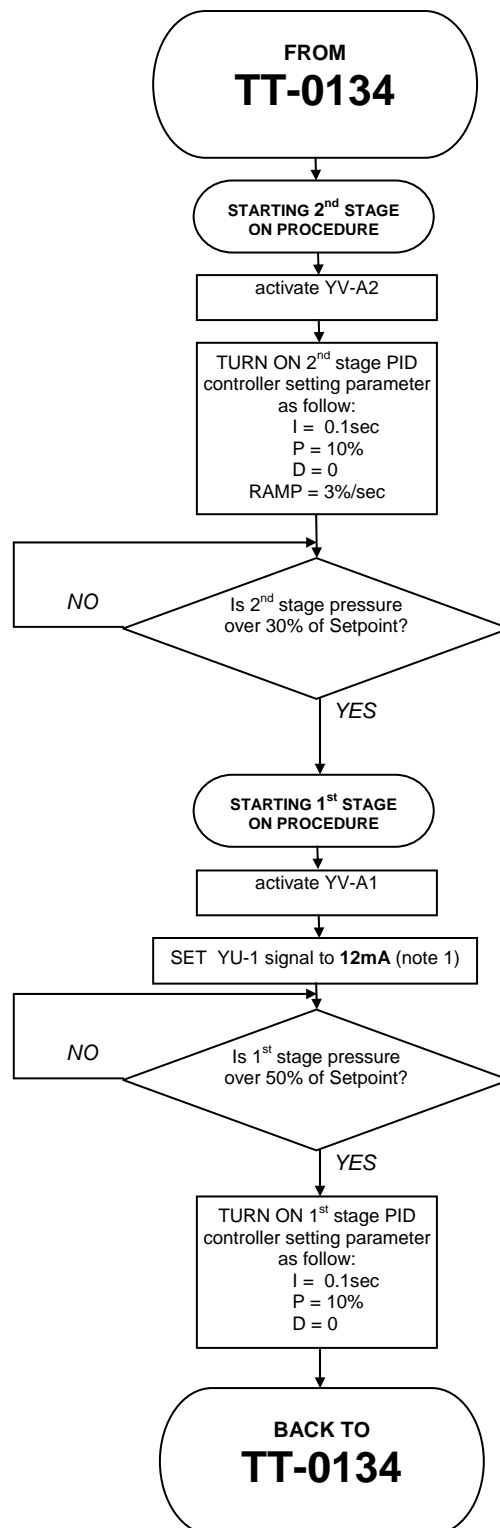 FROM
TT-0134
STARTING 2nd STAGE
ON PROCEDURE
activate YV-A2
TURN ON 2nd stage PID
controller setting parameter
as follow:
I = 0.1sec
P = 10%
D = 0
RAMP = 3%/sec
NO
Is 2nd stage pressure
over 30% of Setpoint?
YES
STARTING 1st STAGE
ON PROCEDURE
activate YV-A1
SET YU-1 signal to 12mA (note 1)
NO
Is 1st stage pressure
over 50% of Setpoint?
YES
TURN ON 1st stage PID
controller setting parameter
as follow:
I = 0.1sec
P = 10%
D = 0
BACK TO
TT-0134